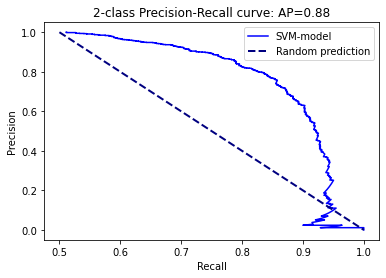 2-class Precision-Recall curve: AP=0.88
SVM-model
Random prediction
Precision
1.0
0.8
0.6
0.4
0.2
0.0
0.5 0.6 0.7 0.8 0.9 1.0
Recall